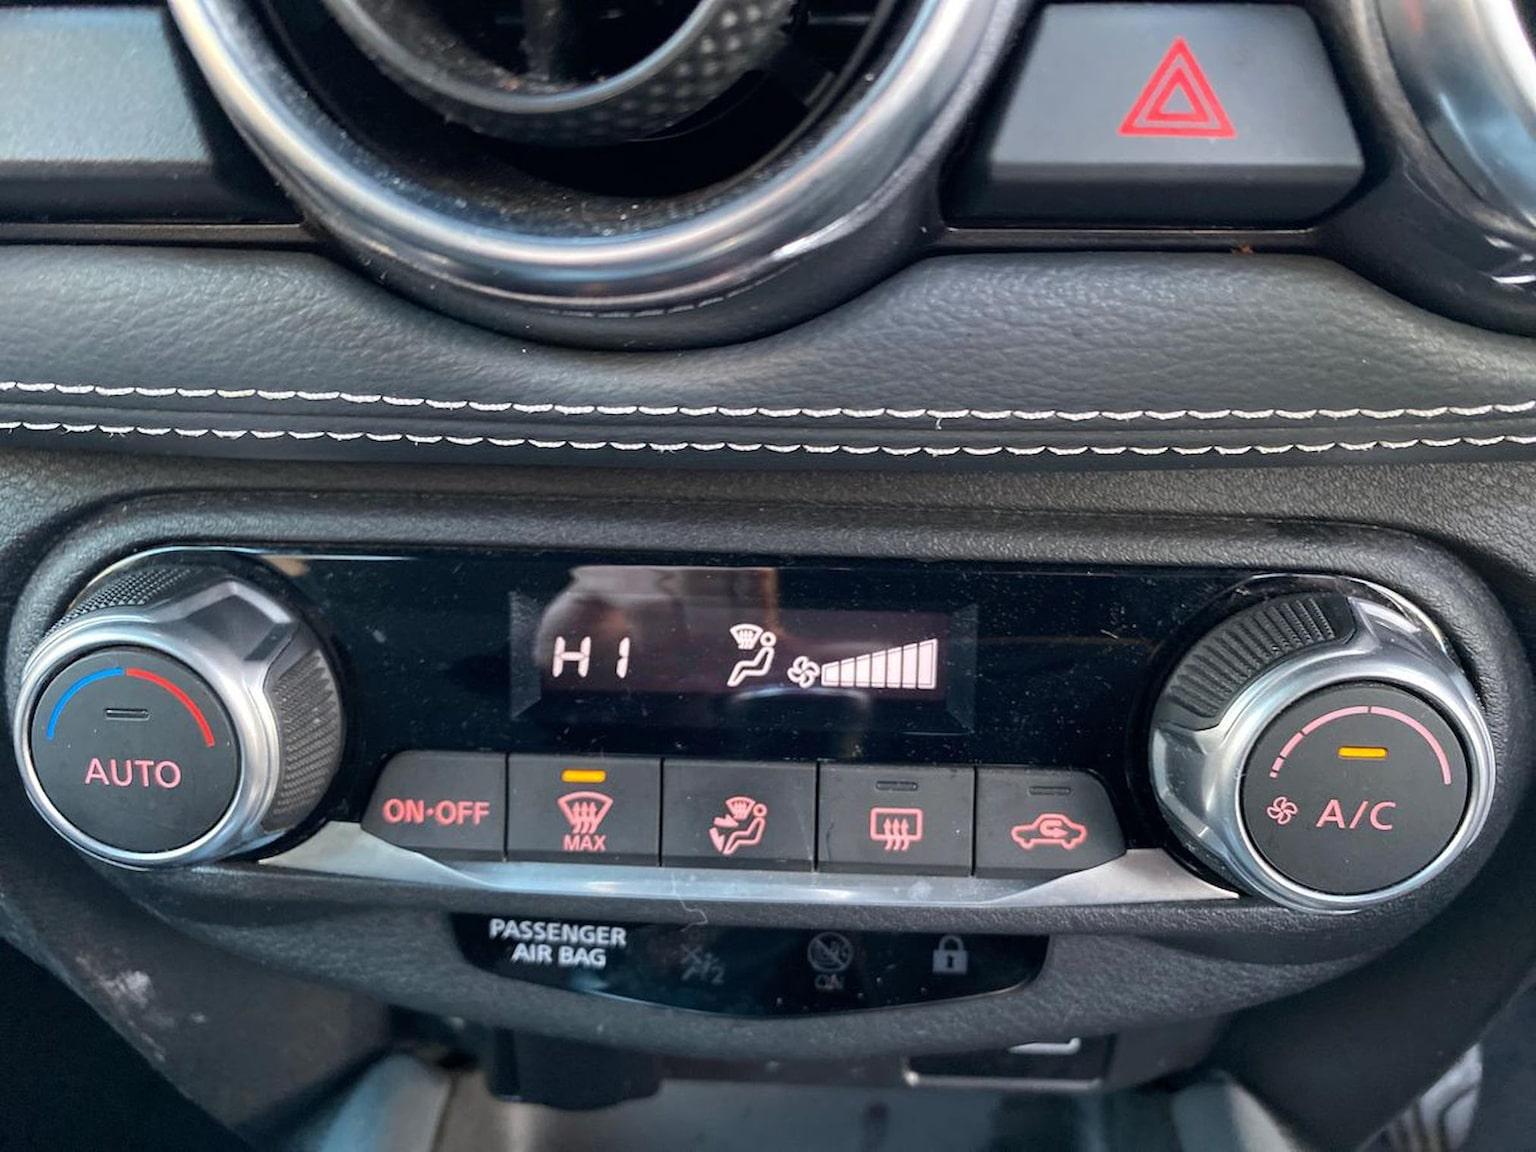 HI
AUTO
ON·OFF
MAX
A/C
PASSENGER
AIR BAG